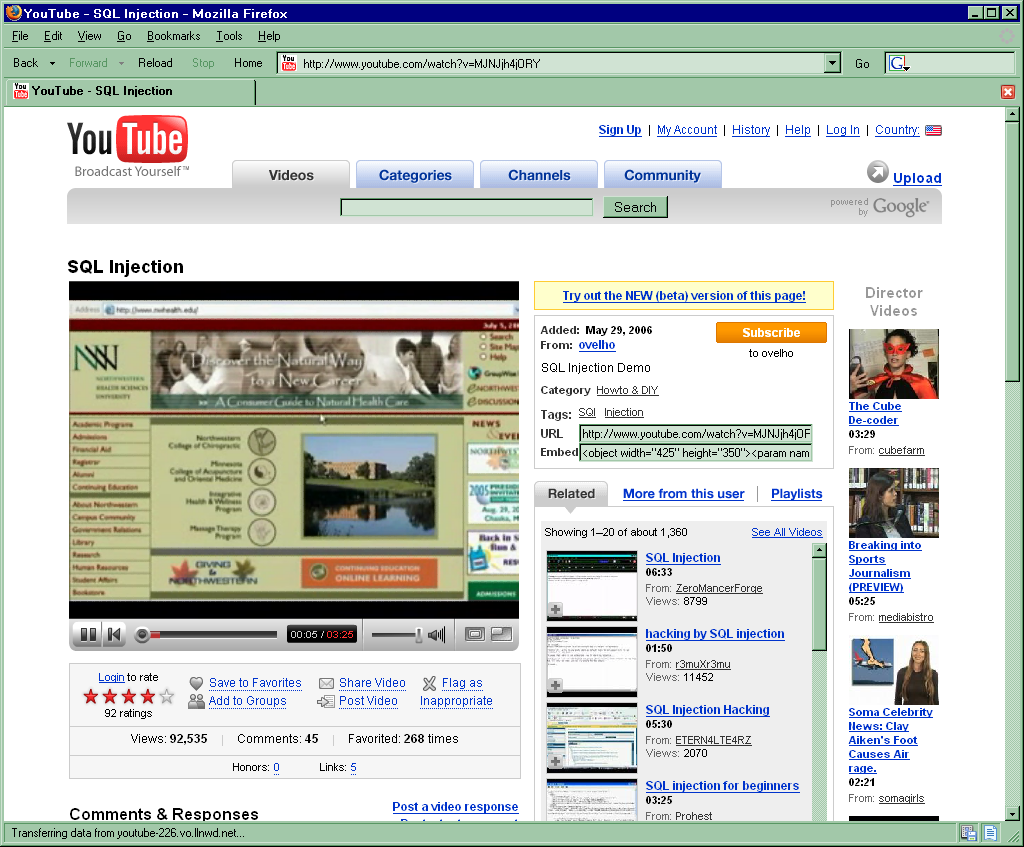 YouTube - SQL Injection - Mozilla Firefox
File Edit View Go Bookmarks Tools Help
Back Forward Reload Stop Home http://www.youtube.com/watch?v=MJNJjh4jORY Go
YouTube - SQL Injection
YouTube
Broadcast Yourself™
Sign Up | My Account | History | Help | Log In | Country:
Videos Categories Channels Community Upload
Search powered by Google
SQL Injection
Address http://www.nwhealth.edu/
Search
Site Map
Help
NORTHWESTERN
HEALTH SCIENCES
UNIVERSITY
Discover the Natural Way
to a New Career
A Consumer Guide to Natural Health Care
GroupWise
Academic Programs
Admissions
Financial Aid
Registrar
Alumni
Continuing Education
About Northwestern
Campus Community
Government Relations
Library
Research
Human Resources
Student Affairs
Bookstore
Northwestern
College of Chiropractic
Minnesota
College of Acupuncture
and Oriental Medicine
Integrative
Health & Wellness
Program
Massage Therapy
Program
GIVING
NORTHWESTERN
CONTINUING EDUCATION
ONLINE LEARNING
NEWS
ADMISSIONS
00:05 / 03:26
Login to rate
92 ratings
Save to Favorites Share Video Flag as
Add to Groups Post Video Inappropriate
Views: 92,535 Comments: 45 Favorited: 268 times
Honors: 0 Links: 5
Comments & Responses Post a video response
Try out the NEW (beta) version of this page!
Added: May 29, 2006 Subscribe
From: ovelho to ovelho
SQL Injection Demo
Category Howto & DIY
Tags: SQl Injection
URL http://www.youtube.com/watch?v=MJNJjh4jOF
Embed <object width="425" height="350"><param nam
Related More from this user Playlists
Showing 1–20 of about 1,360 See All Videos
SQL Injection
06:33
From: ZeroMancerForge
Views: 8799
hacking by SQL injection
01:50
From: r3muXr3mu
Views: 11452
SQL Injection Hacking
05:30
From: ETERN4LTE4RZ
Views: 2070
SQL injection for beginners
03:25
From: Prohest
Director
Videos
The Cube
De-coder
03:29
From: cubefarm
Breaking into
Sports
Journalism
(PREVIEW)
05:25
From: mediabistro
Soma Celebrity
News: Clay
Aiken's Foot
Causes Air
rage.
02:21
From: somagirls
Transferring data from youtube-226.vo.llnwd.net...